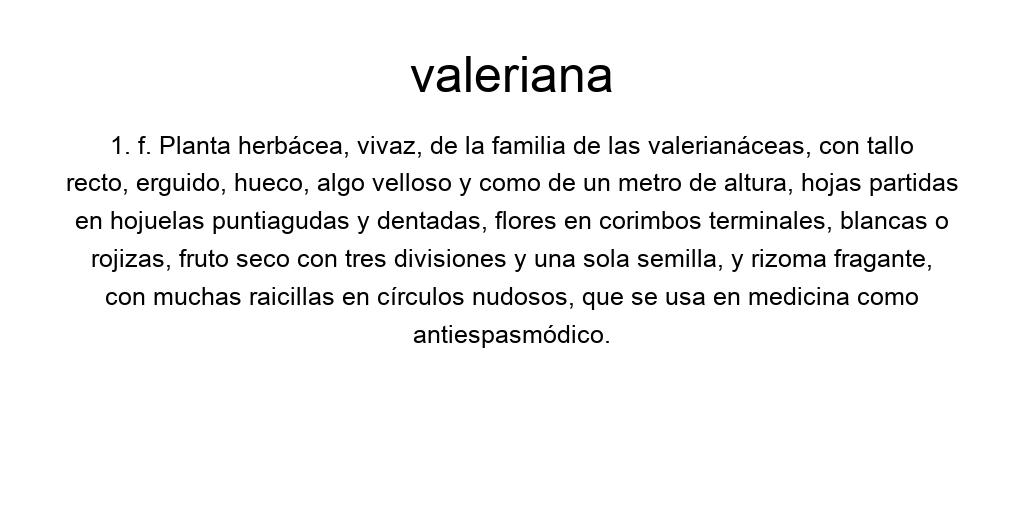 valeriana
1. f. Planta herbácea, vivaz, de la familia de las valerianáceas, con tallo
recto, erguido, hueco, algo velloso y como de un metro de altura, hojas partidas
en hojuelas puntiagudas y dentadas, flores en corimbos terminales, blancas o
rojizas, fruto seco con tres divisiones y una sola semilla, y rizoma fragante,
con muchas raicillas en círculos nudosos, que se usa en medicina como
antiespasmódico.